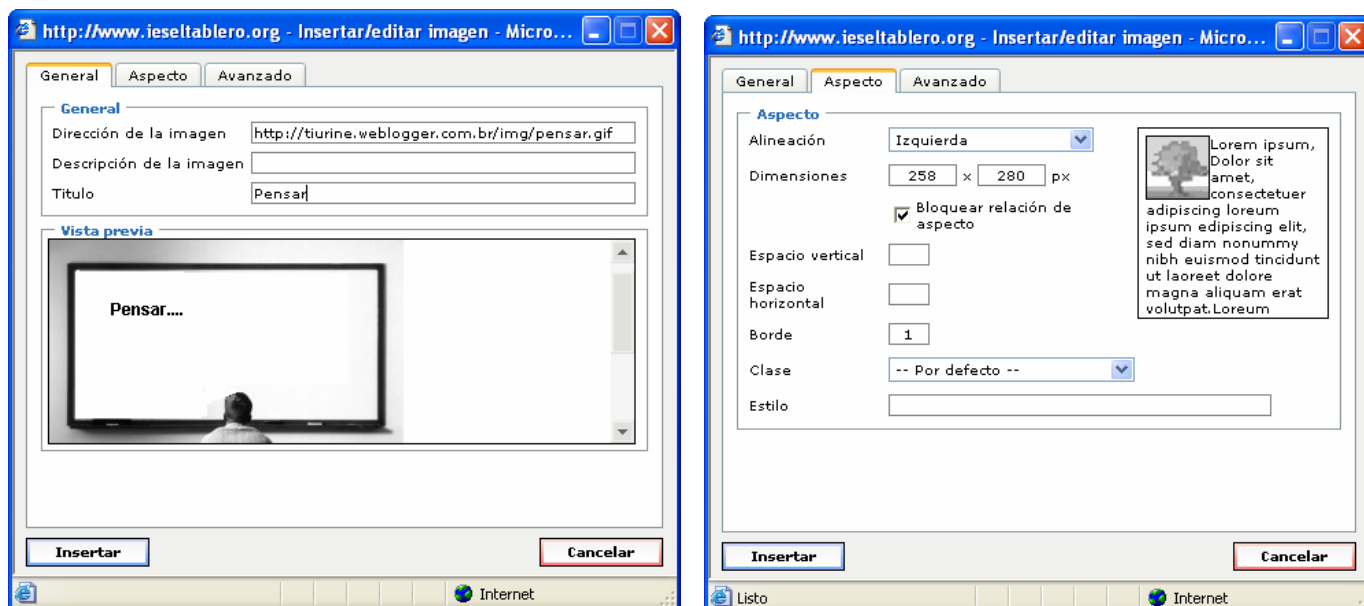 http://www.ieseltablero.org - Insertar/editar imagen - Micro...
General Aspecto Avanzado
General
Dirección de la imagen http://tiurine.weblogger.com.br/img/pensar.gif
Descripción de la imagen
Titulo Pensar
Vista previa
Pensar....
Insertar Cancelar
Internet
http://www.ieseltablero.org - Insertar/editar imagen - Micro...
General Aspecto Avanzado
Aspecto
Alineación Izquierda
Dimensiones 258 x 280 px
Bloquear relación de
aspecto
Espacio vertical
Espacio
horizontal
Borde 1
Clase -- Por defecto --
Estilo
Lorem ipsum,
Dolor sit
amet,
consectetuer
adipiscing loreum
ipsum edipiscing elit,
sed diam nonummy
nibh euismod tincidunt
ut laoreet dolore
magna aliquam erat
volutpat.Loreum
Insertar Cancelar
Listo Internet